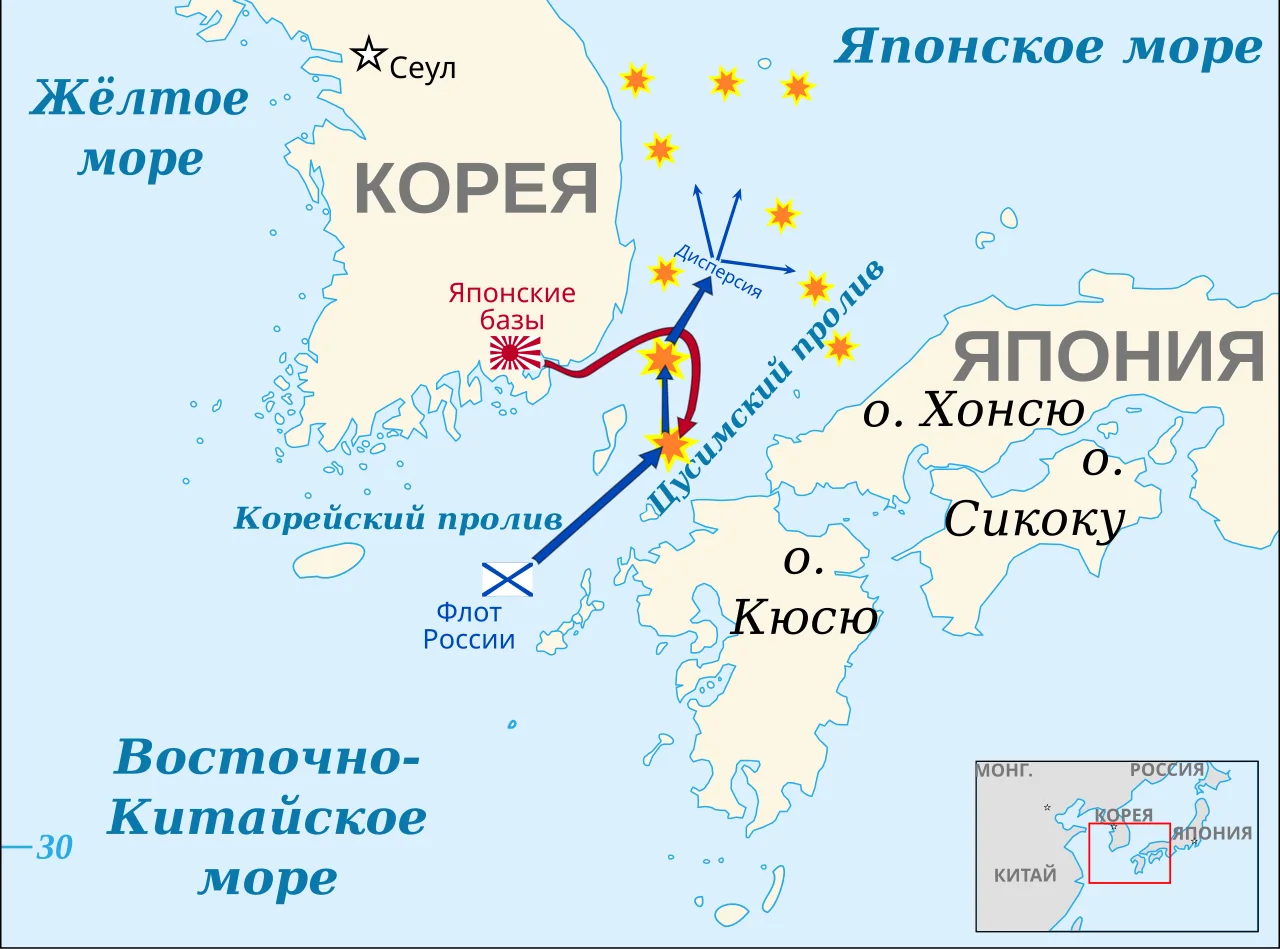 Японское море
Жёлтое
море
Сеул
КОРЕЯ
Дисперсия
Японские
базы
Цусимский пролив
ЯПОНИЯ
о. Хонсю
о.
Сикоку
Корейский пролив
о.
Кюсю
Флот
России
Восточно-
Китайское
море
30
МОНГ.
РОССИЯ
КОРЕЯ
ЯПОНИЯ
КИТАЙ